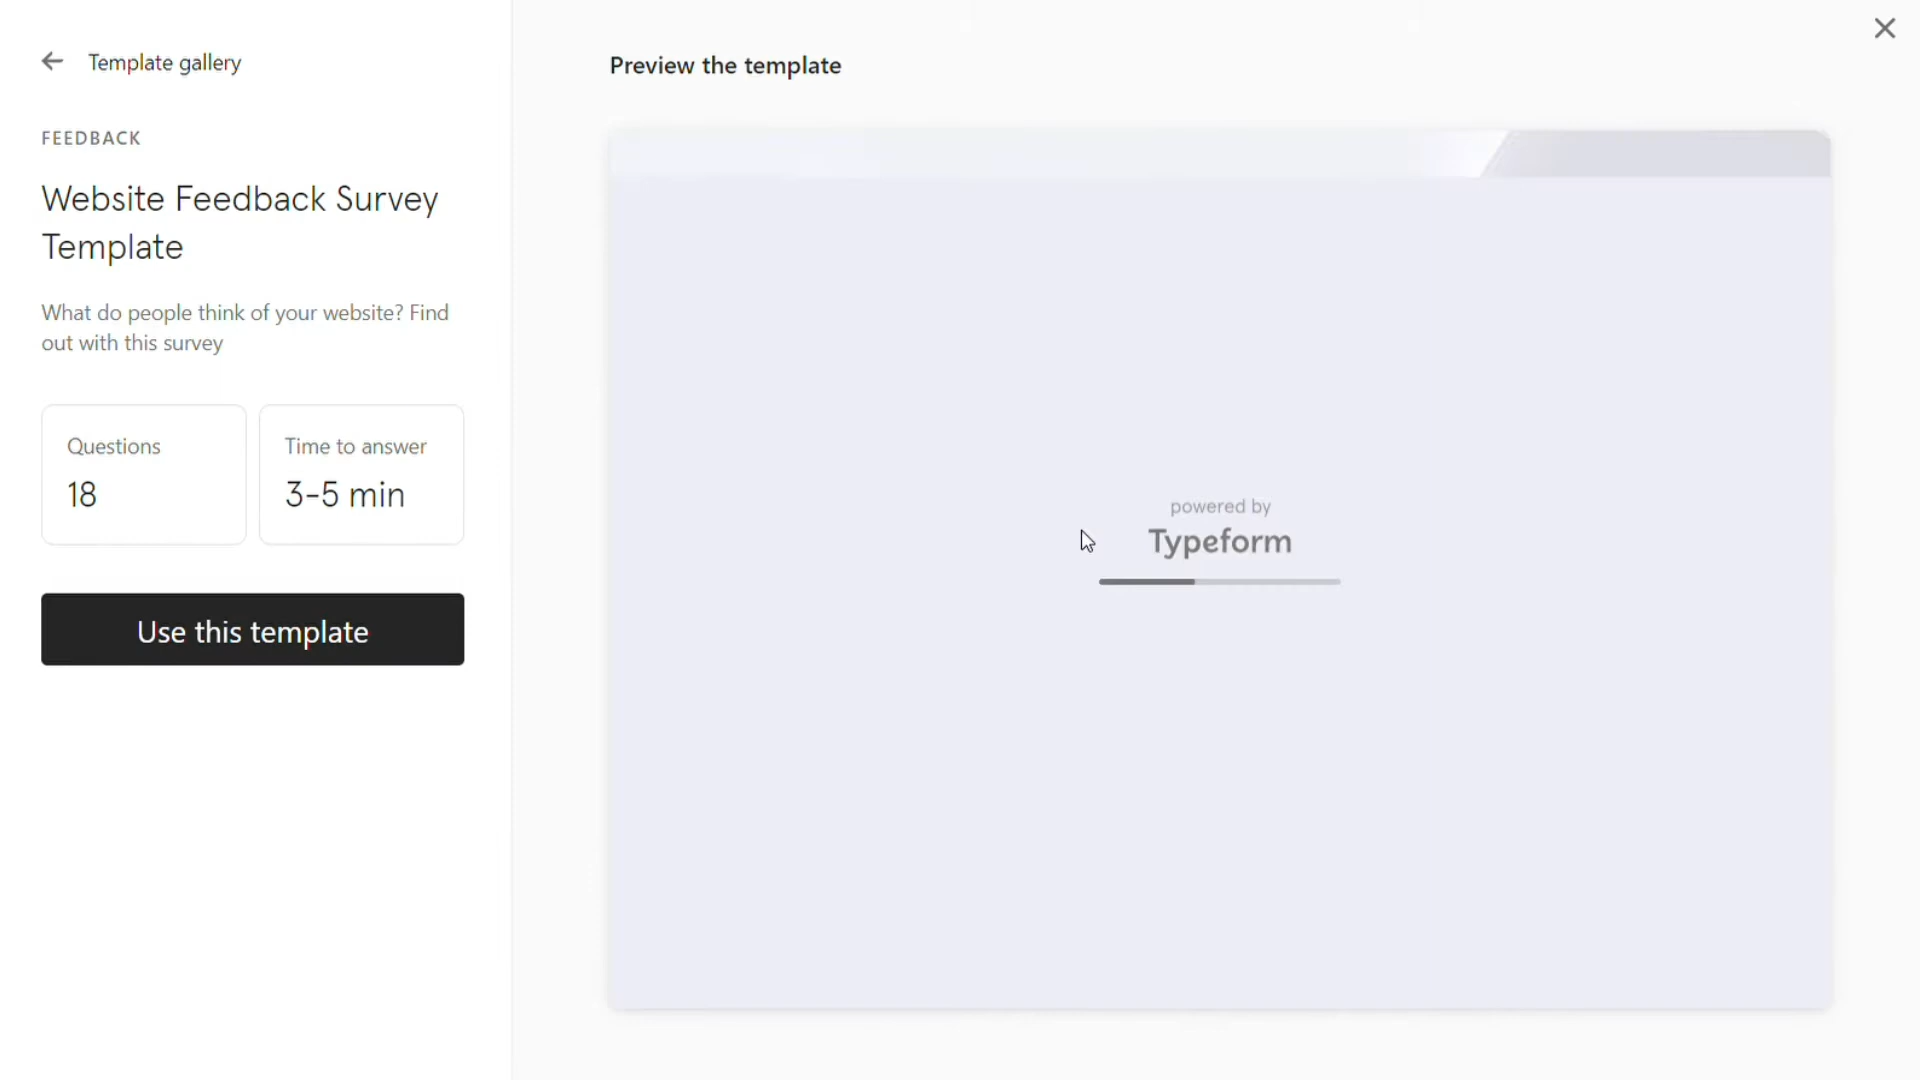 Template gallery
FEEDBACK
Website Feedback Survey
Template
What do people think of your website? Find
out with this survey
Questions
18
Time to answer
3-5 min
Use this template
Preview the template
powered by
Typeform